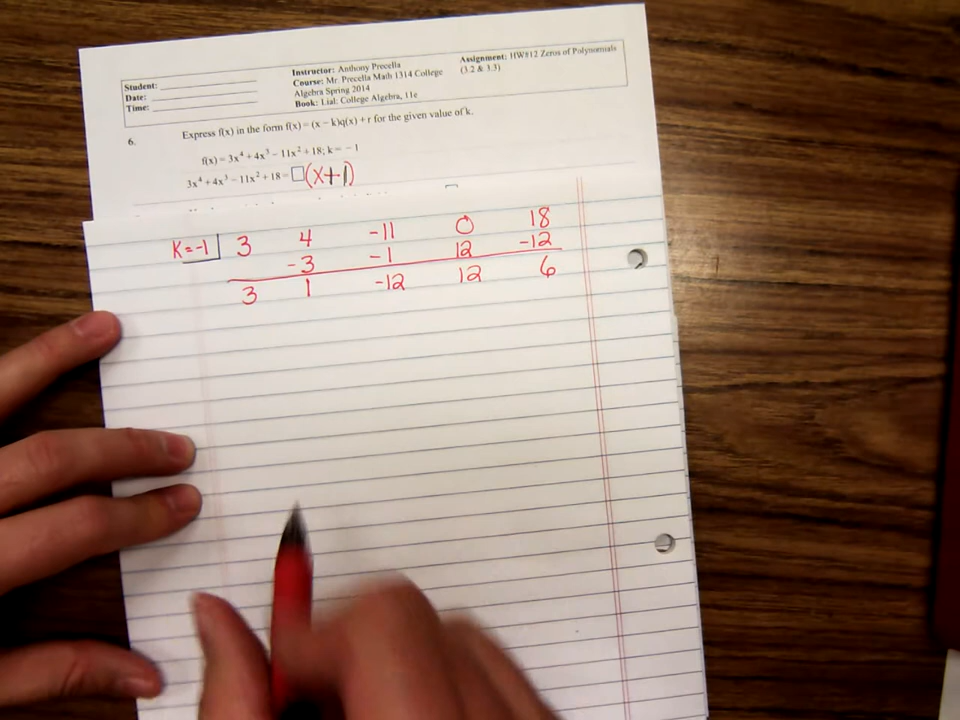 Student:
Date:
Time:
Instructor: Anthony Precella
Course: Mr. Precella Math 1314 College
Algebra Spring 2014
Book: Lial: College Algebra, 11e
Assignment: HW#12 Zeros of Polynomials
(3.2 & 3.3)
6. Express f(x) in the form f(x) = (x − k)q(x) + r for the given value of k.
f(x) = 3x⁴ + 4x³ − 11x² + 18; k = − 1
3x⁴ + 4x³ − 11x² + 18 = □(x+1)
K=-1 3 4 -11 0 18
-3 -1 12 -12
3 1 -12 12 6